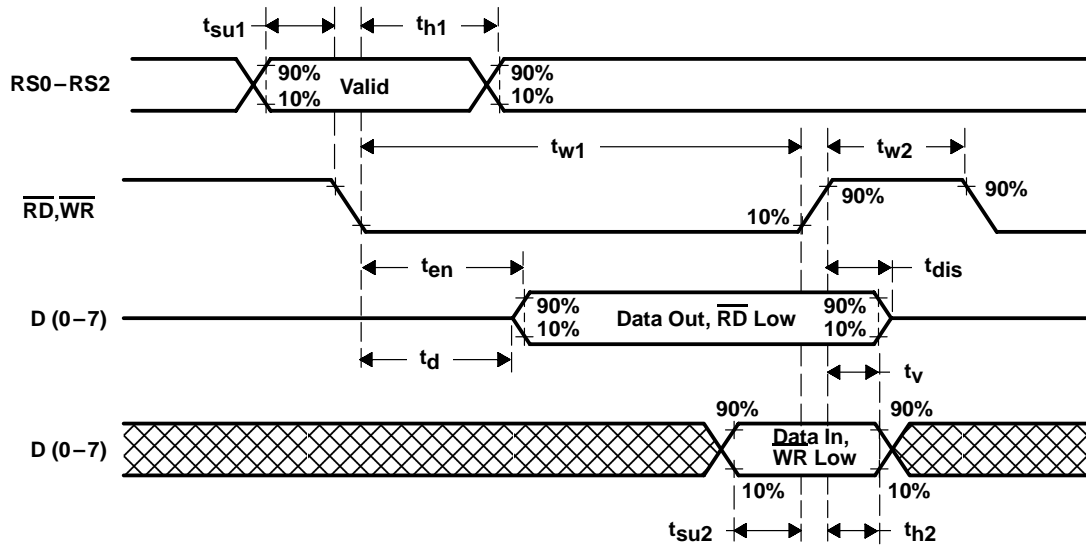 tsu1 th1
RS0–RS2 90% Valid 90%
10% 10%
tw1 tw2
RD,WR 90% 90%
10%
ten tdis
90% 90%
D (0–7) Data Out, RD Low
10% 10%
td tv
90% 90%
D (0–7) Data In,
WR Low
10% 10%
tsu2 th2